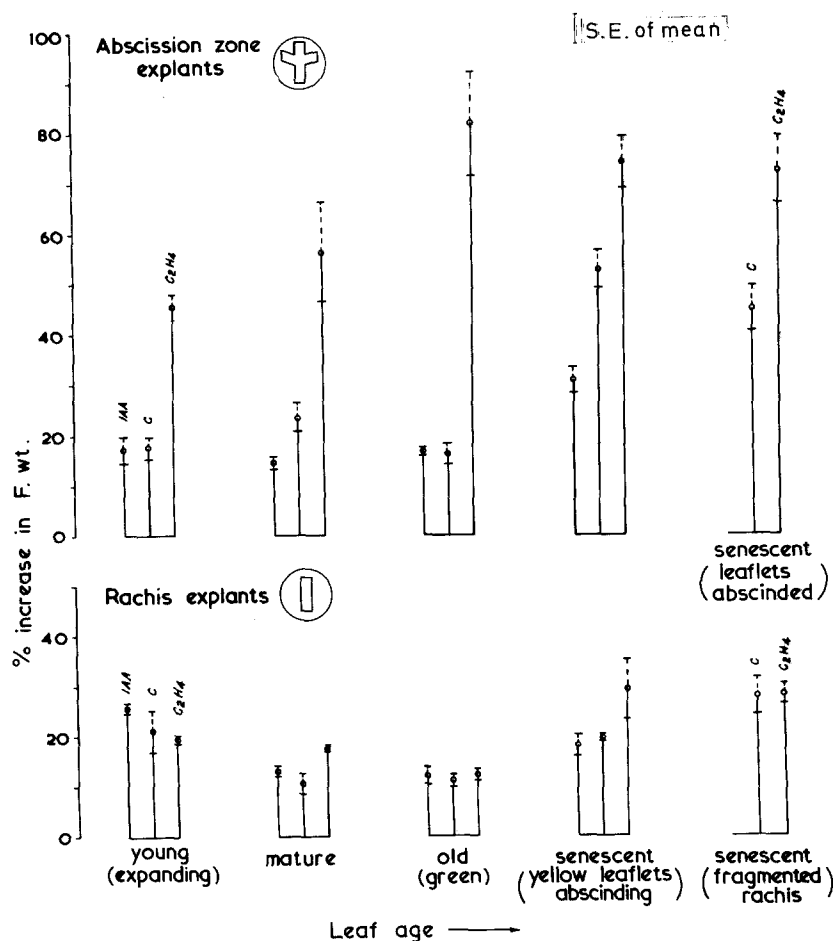 100
80
60
40
20
0
Abscission zone
explants
S.E. of mean
IAA
C
C₂H₄
C
C₂H₄
% increase in F. wt.
senescent
(leaflets
abscinded)
Rachis explants
40
20
0
IAA
C
C₂H₄
C
C₂H₄
young
(expanding)
mature
old
(green)
senescent
(yellow leaflets
abscinding)
senescent
(fragmented
rachis)
Leaf age